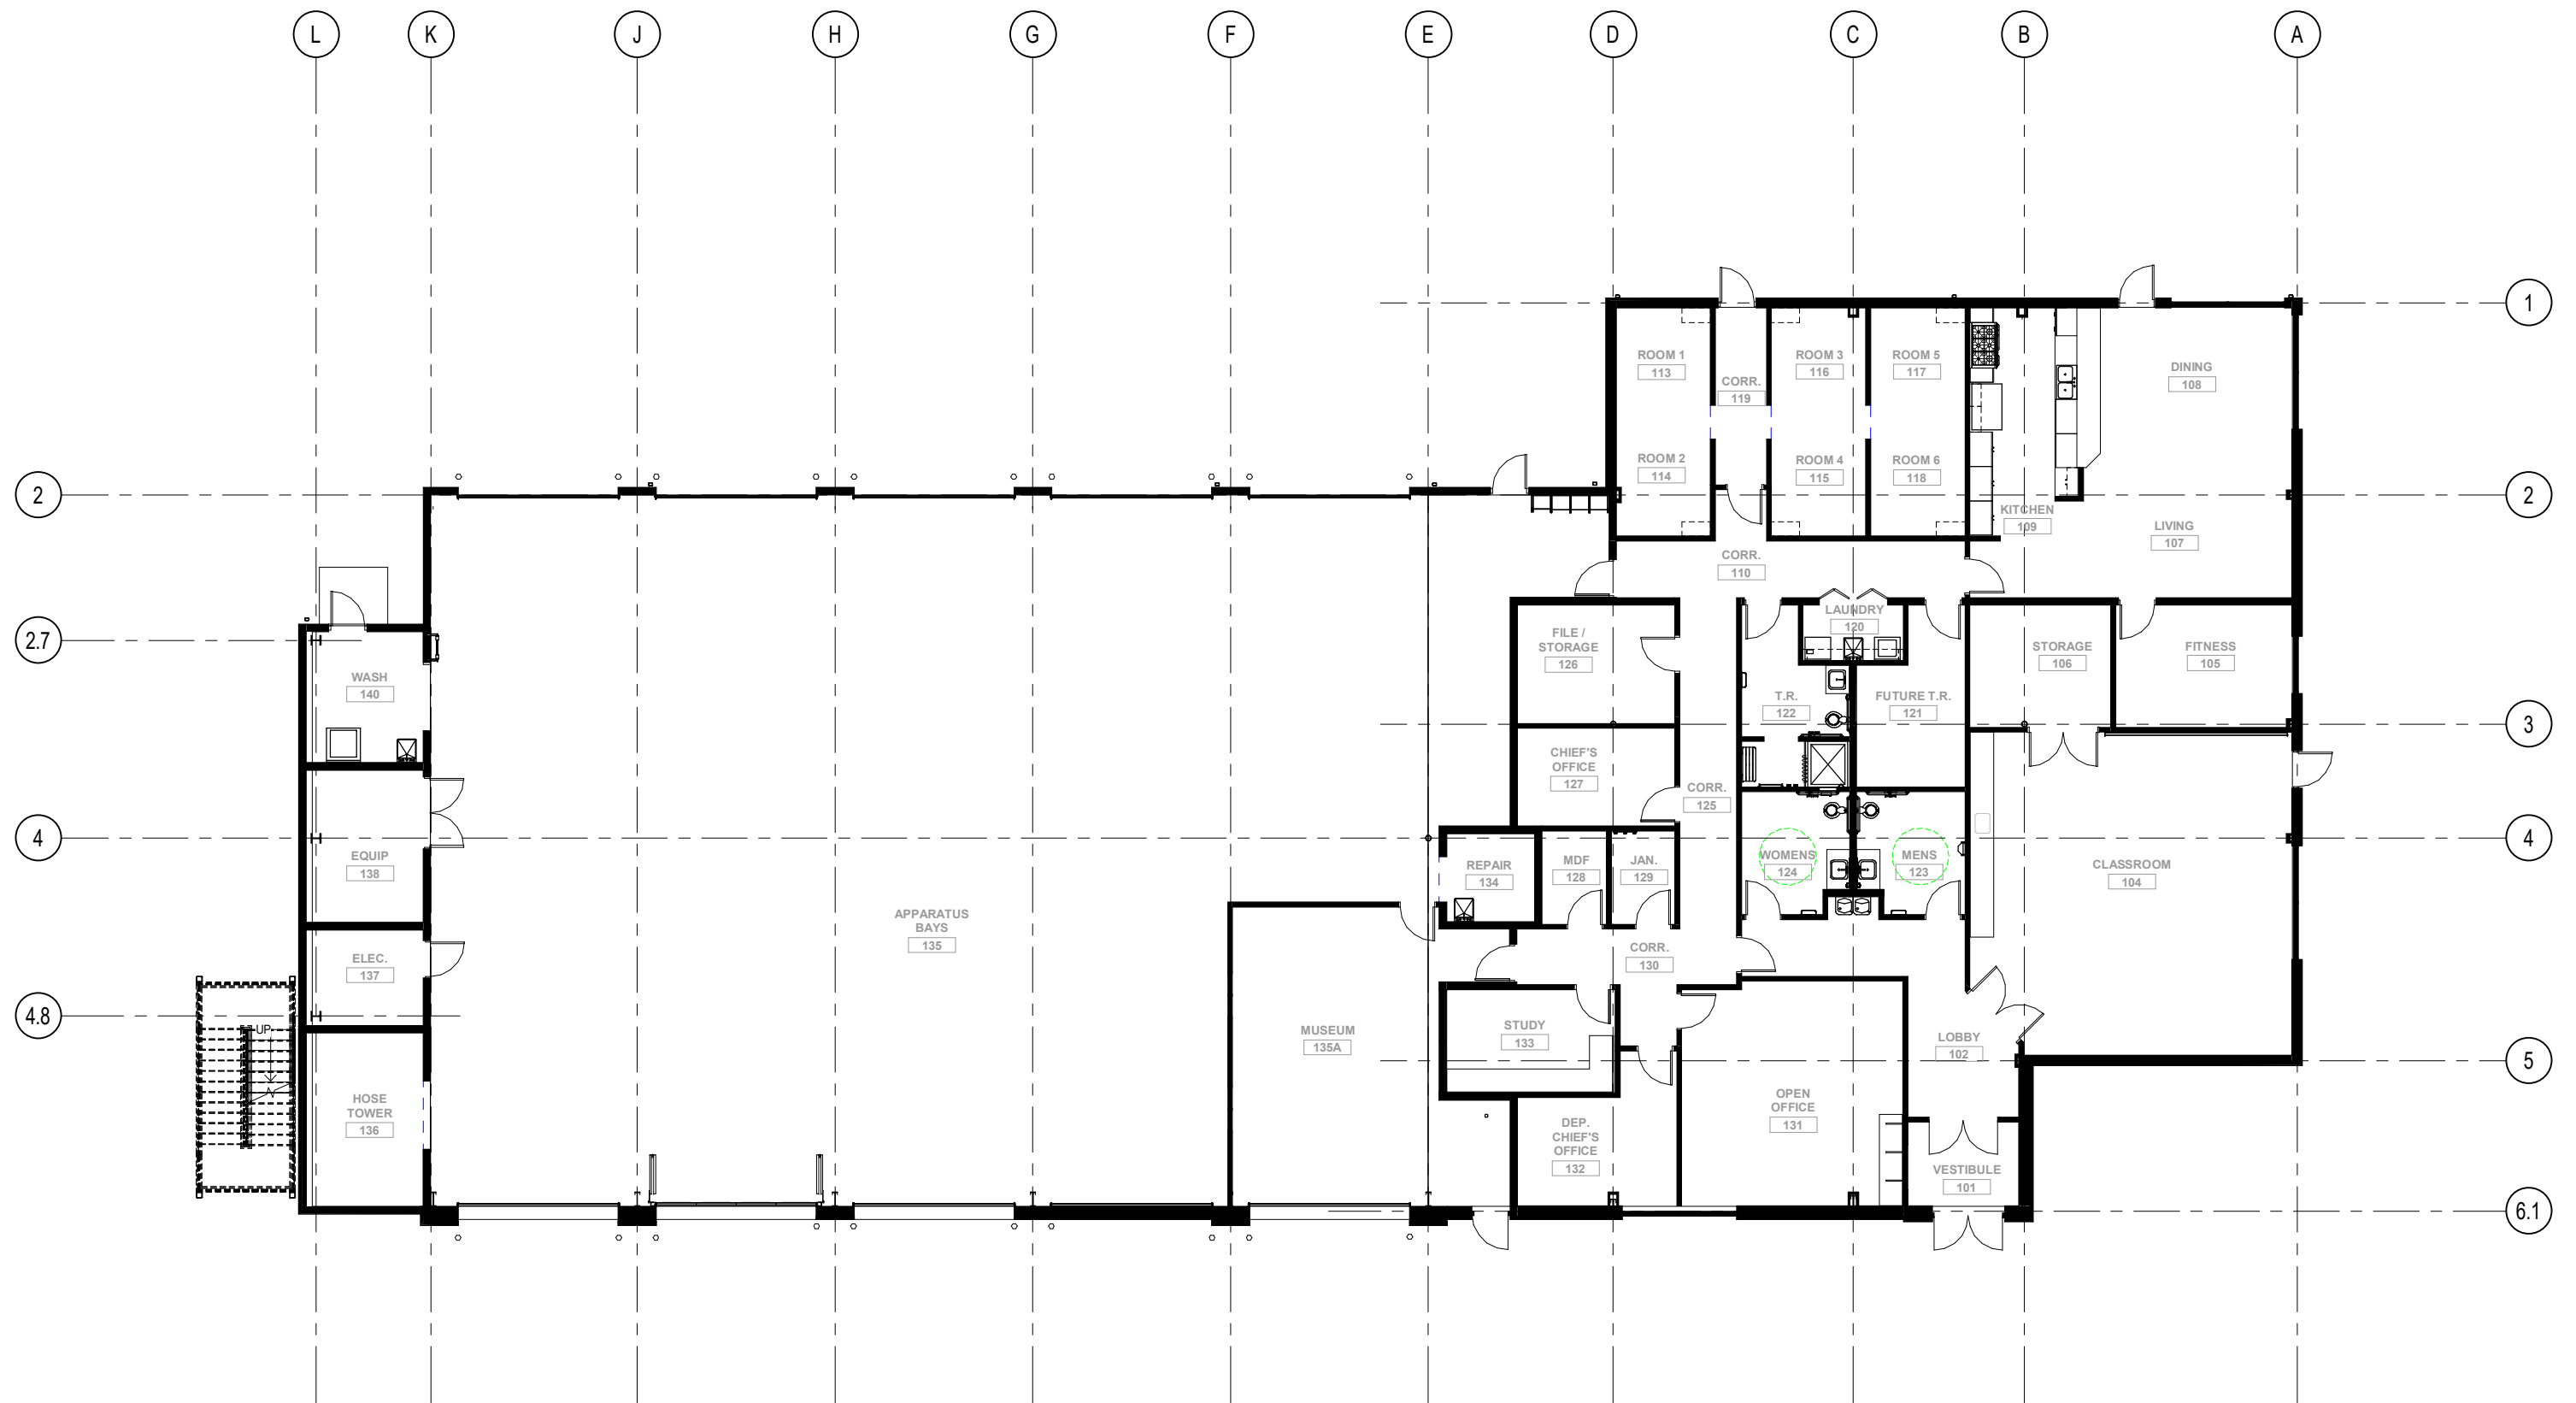 L
K
J
H
G
F
E
D
C
B
A
1
ROOM 1
113
CORR.
119
ROOM 3
116
ROOM 5
117
DINING
108
ROOM 2
114
ROOM 4
115
ROOM 6
118
2
2
KITCHEN
109
LIVING
107
CORR.
110
2.7
LAUNDRY
120
FILE /
STORAGE
126
STORAGE
106
FITNESS
105
WASH
140
T.R.
122
FUTURE T.R.
121
3
CHIEF'S
OFFICE
127
CORR.
125
4
4
EQUIP
138
REPAIR
134
MDF
128
JAN.
129
WOMENS
124
MENS
123
CLASSROOM
104
APPARATUS
BAYS
135
ELEC.
137
CORR.
130
4.8
UP
MUSEUM
135A
STUDY
133
LOBBY
102
5
HOSE
TOWER
136
DEP.
CHIEF'S
OFFICE
132
OPEN
OFFICE
131
VESTIBULE
101
6.1